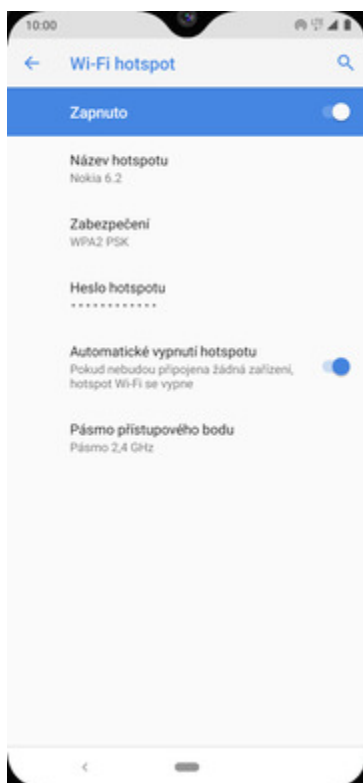 10:00
Wi-Fi hotspot
Zapnuto
Název hotspotu
Nokia 6.2
Zabezpečení
WPA2 PSK
Heslo hotspotu
************
Automatické vypnutí hotspotu
Pokud nebudou připojena žádná zařízení,
hotspot Wi-Fi se vypne
Pásmo přístupového bodu
Pásmo 2,4 GHz